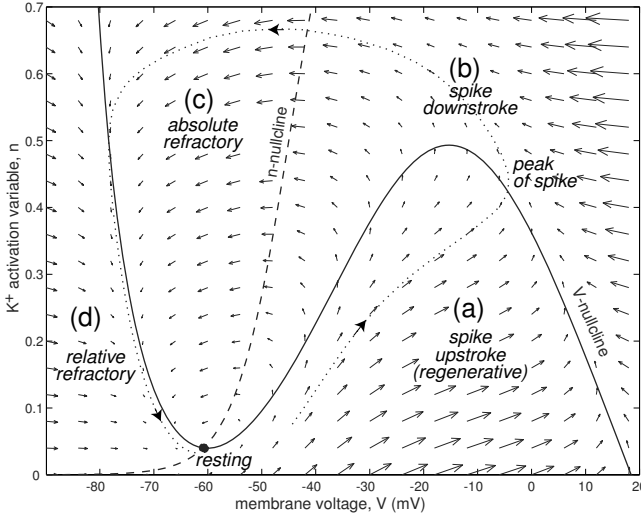 0.7
0.6
0.5
0.4
0.3
0.2
0.1
0
K+ activation variable, n
(c)
absolute
refractory
n-nullcline
(b)
spike
downstroke
peak
of spike
(d)
relative
refractory
(a)
spike
upstroke
(regenerative)
V-nullcline
resting
-80 -70 -60 -50 -40 -30 -20 -10 0 10 20
membrane voltage, V (mV)